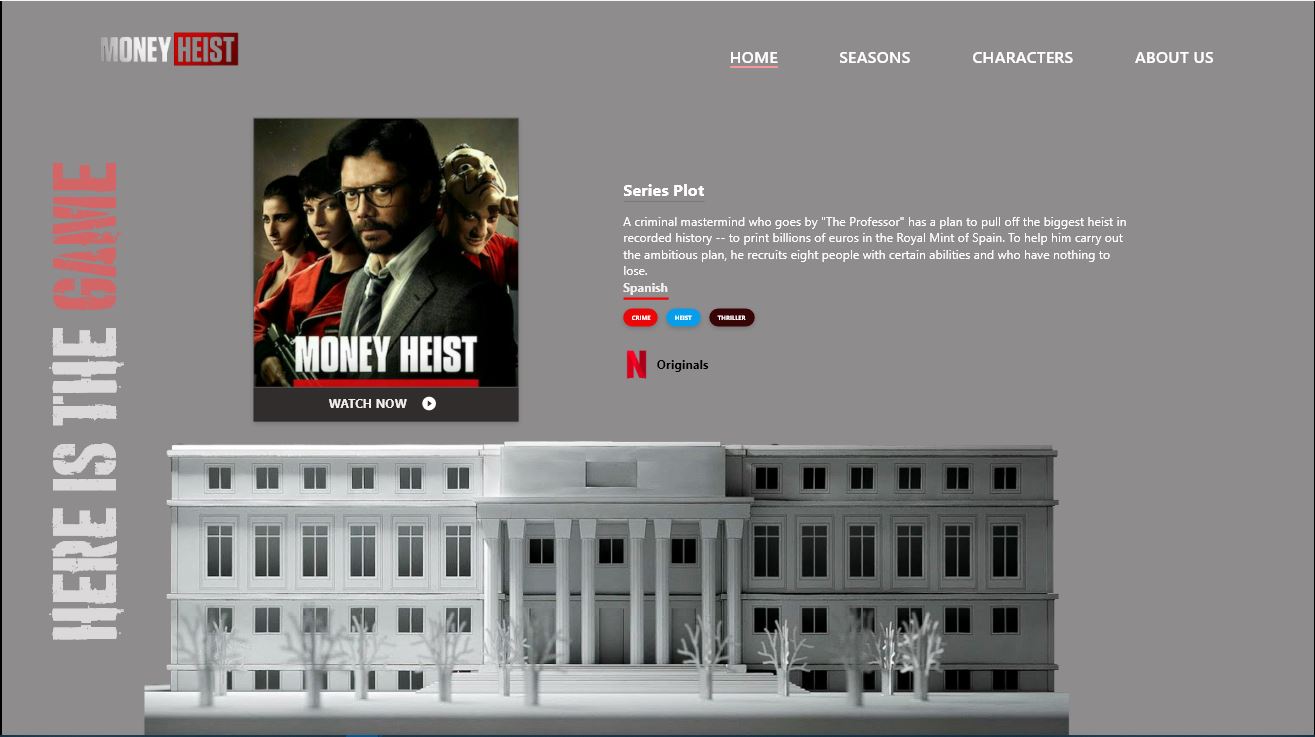 MONEY HEIST
HOME SEASONS CHARACTERS ABOUT US
HERE IS THE GAME
MONEY HEIST
WATCH NOW
Series Plot
A criminal mastermind who goes by "The Professor" has a plan to pull off the biggest heist in
recorded history -- to print billions of euros in the Royal Mint of Spain. To help him carry out
the ambitious plan, he recruits eight people with certain abilities and who have nothing to
lose.
Spanish
CRIME HEIST THRILLER
N Originals